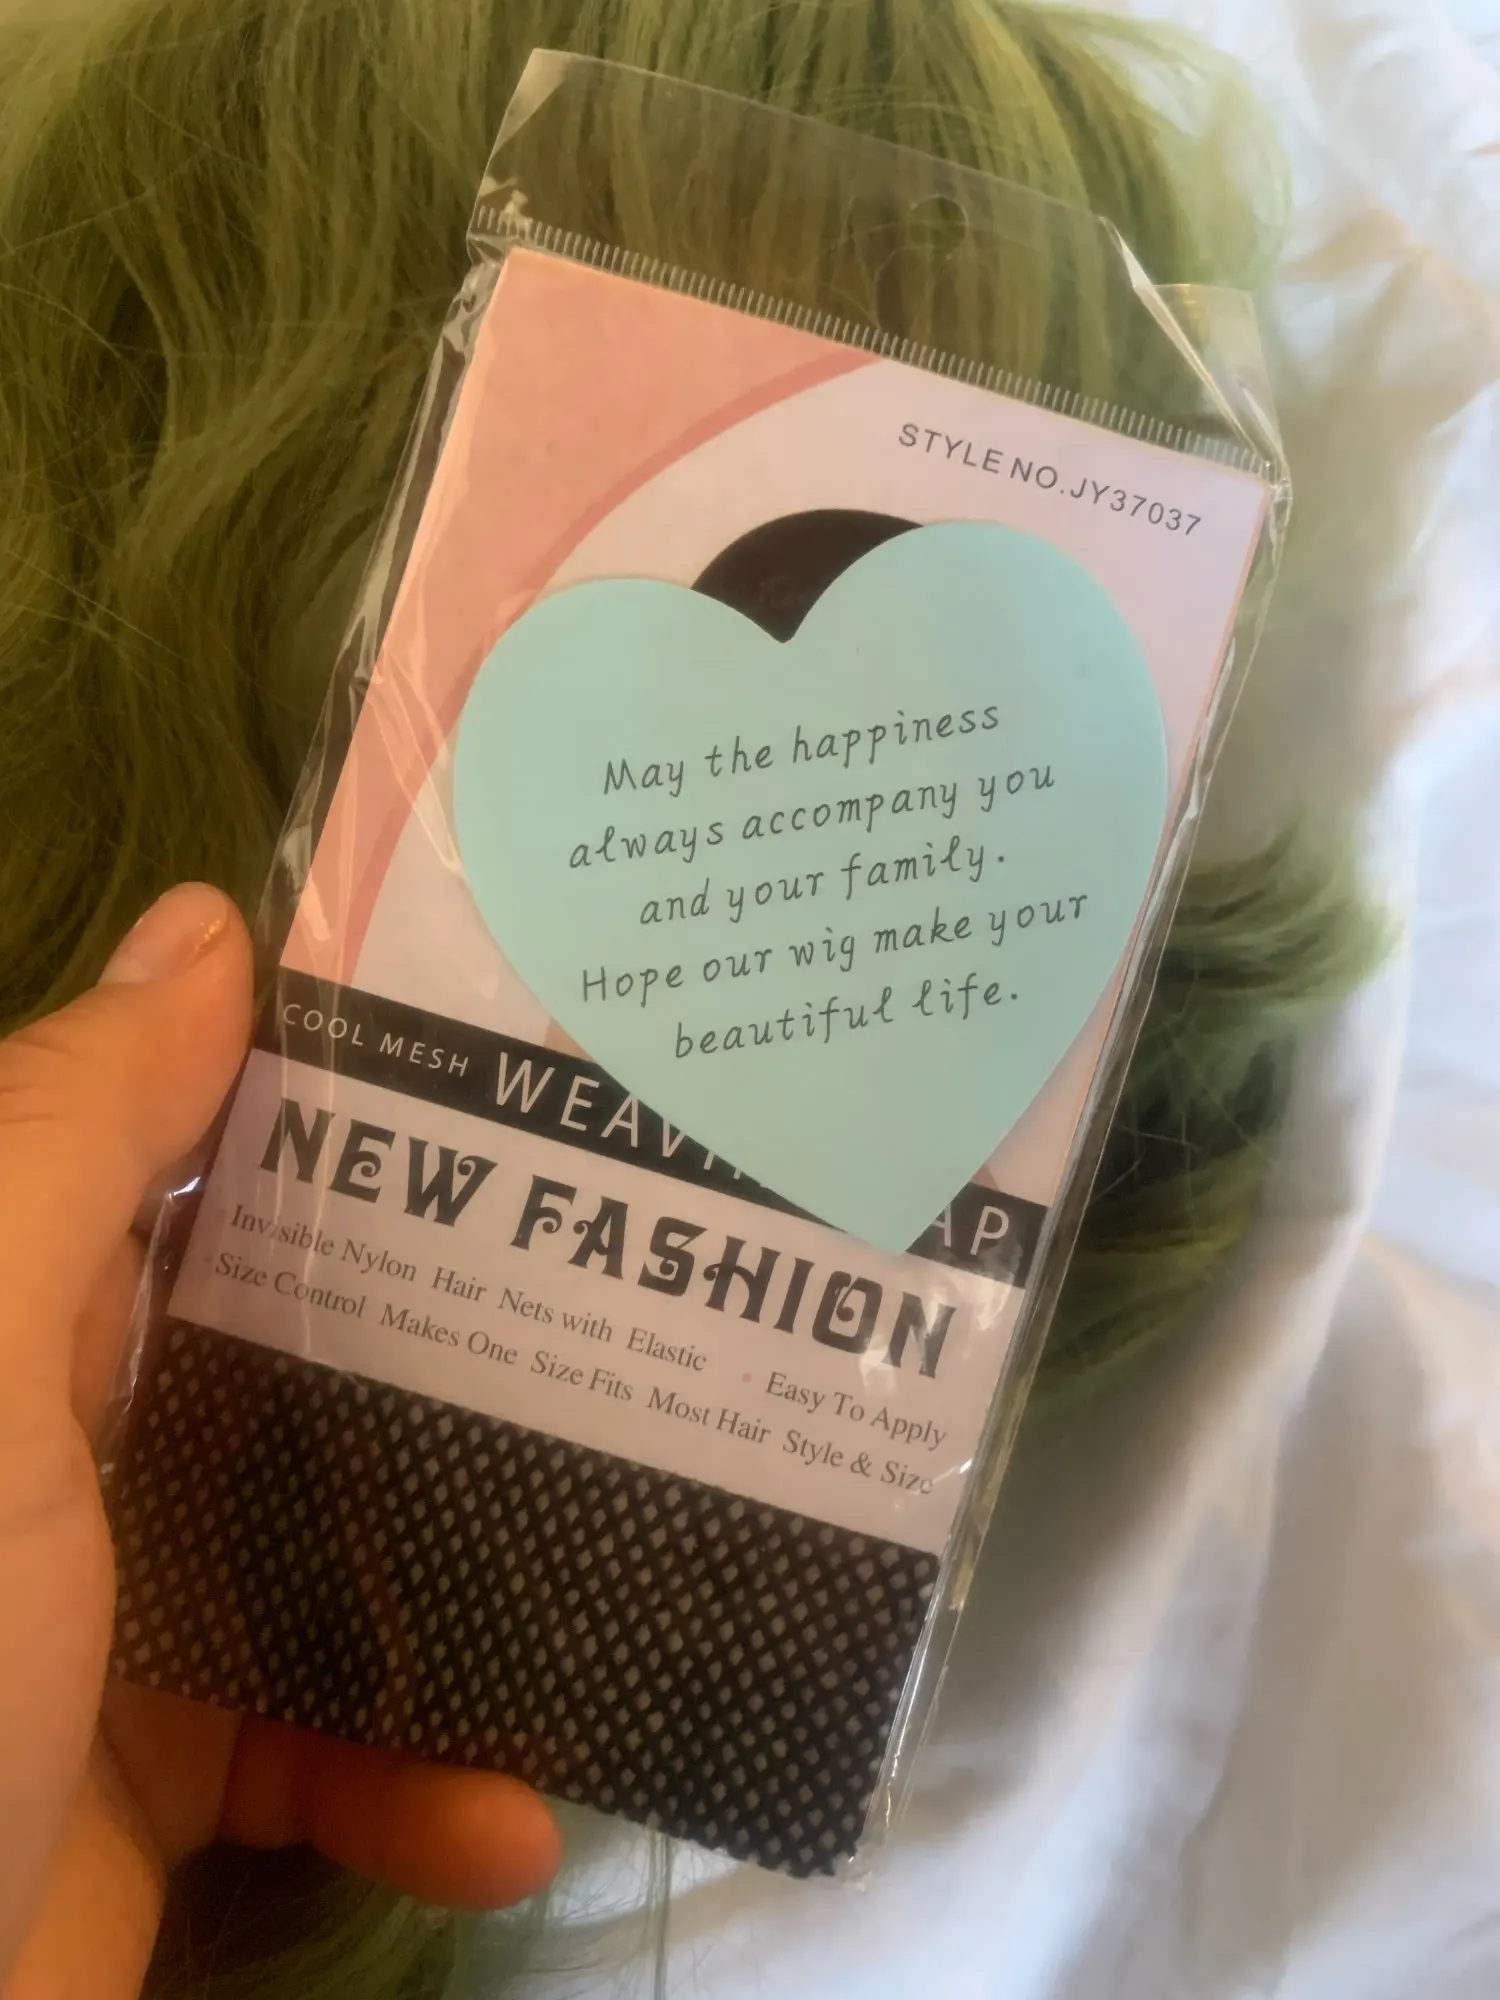 STYLE NO.JY37037
May the happiness
always accompany you
and your family.
Hope our wig make your
beautiful life.
COOL MESH
NEW FASHION
Invisible Nylon Hair Nets with Elastic • Easy To Apply
Size Control Makes One Size Fits Most Hair Style & Size